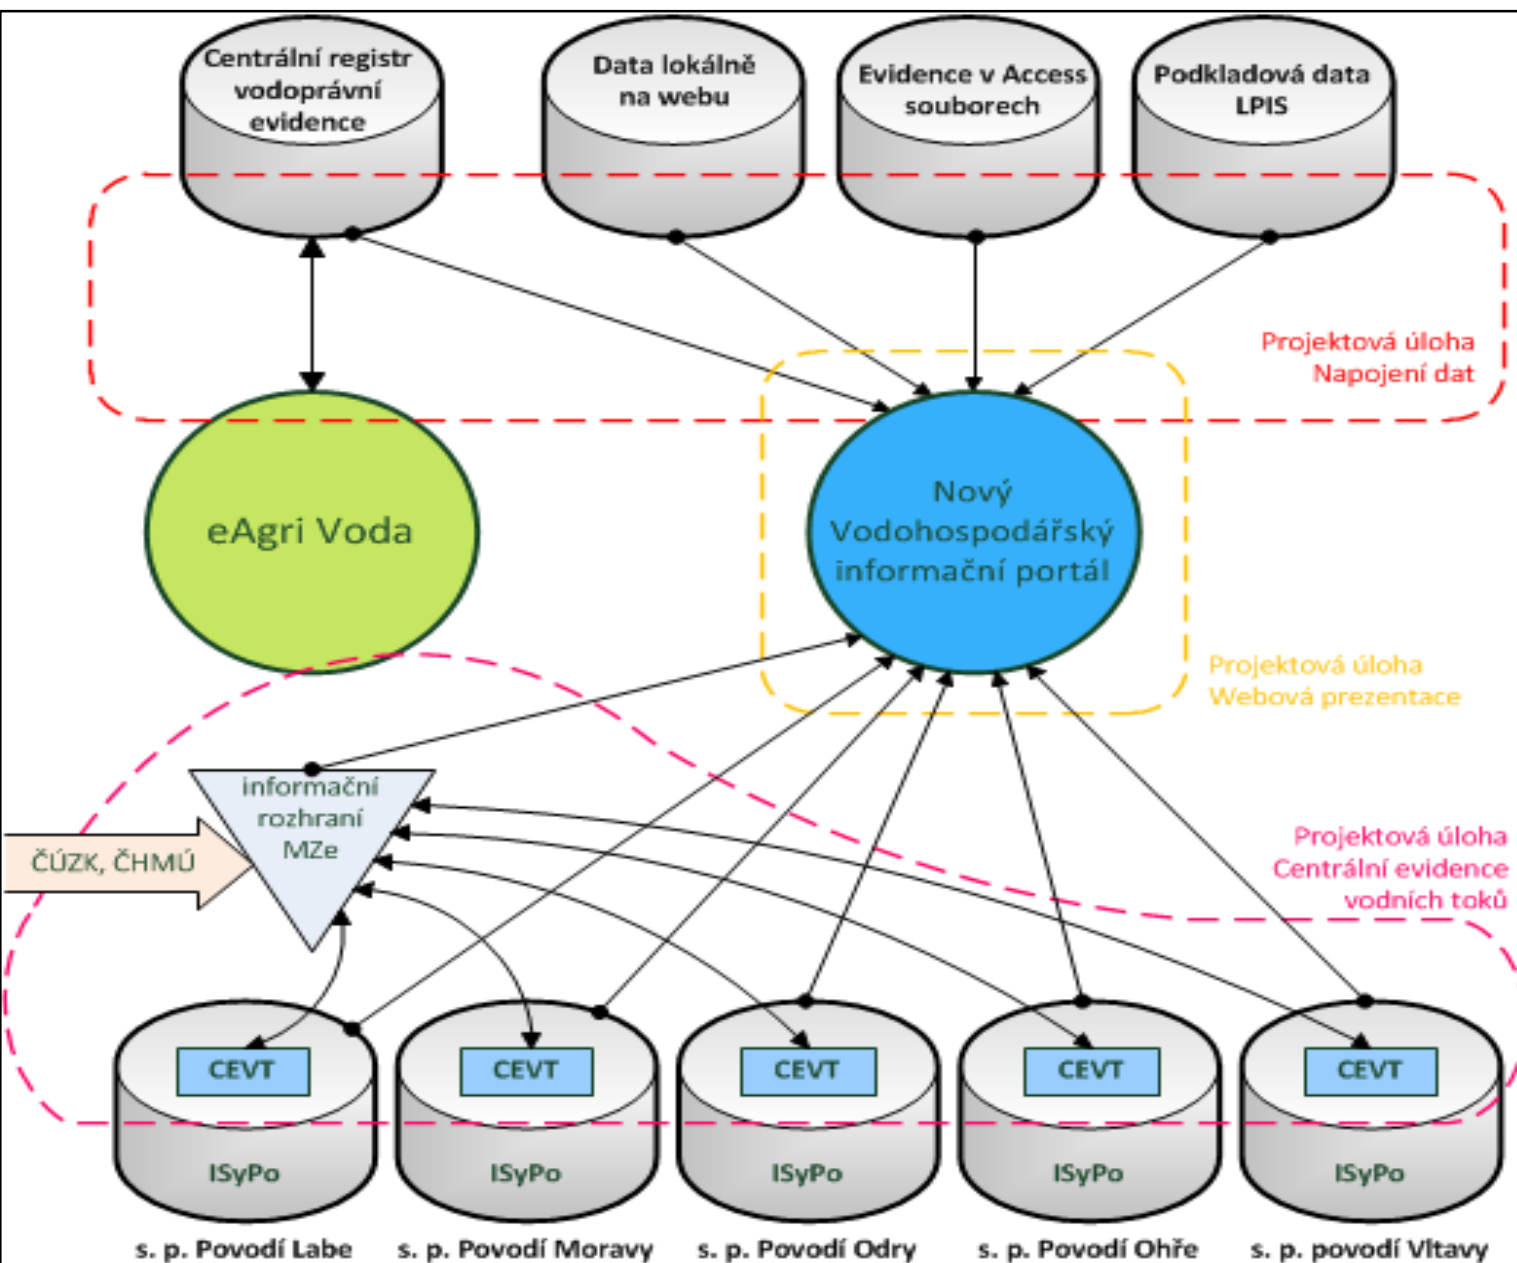 Centrální registr
vodoprávní
evidence
Data lokálně
na webu
Evidence v Access
souborech
Podkladová data
LPIS
Projektová úloha
Napojení dat
eAgri Voda
Nový
Vodohospodářský
informační portál
Projektová úloha
Webová prezentace
informační
rozhraní
MZe
ČÚZK, ČHMÚ
Projektová úloha
Centrální evidence
vodních toků
CEVT
CEVT
CEVT
CEVT
CEVT
ISyPo
ISyPo
ISyPo
ISyPo
ISyPo
s. p. Povodí Labe
s. p. Povodí Moravy
s. p. Povodí Odry
s. p. Povodí Ohře
s. p. povodí Vltavy